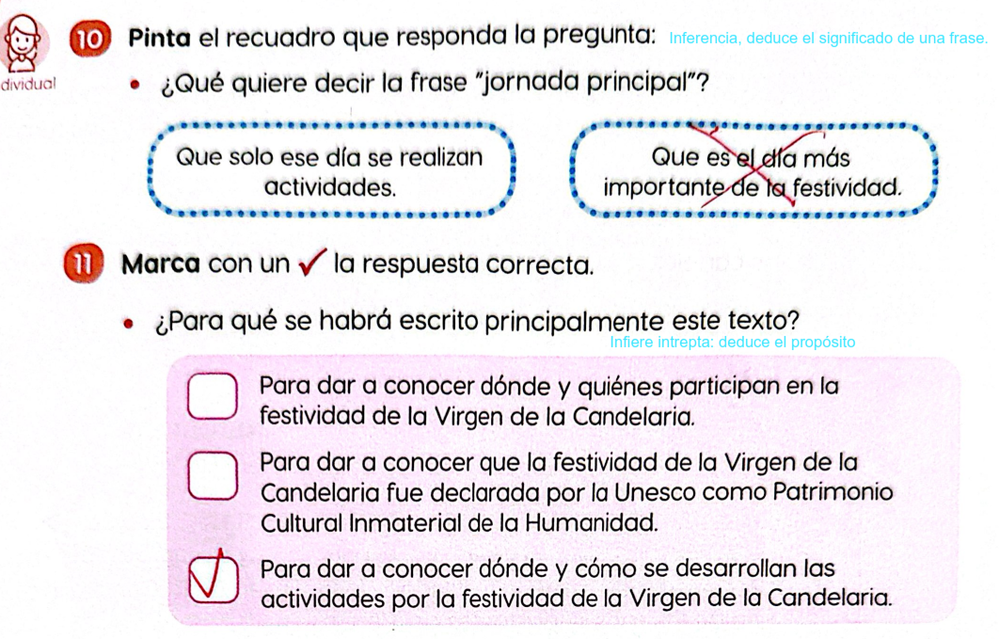 10 Pinta el recuadro que responda la pregunta: Inferencia, deduce el significado de una frase.
dividual
• ¿Qué quiere decir la frase "jornada principal"?
Que solo ese día se realizan
actividades.
Que es el día más
importante de la festividad.
11 Marca con un ✓ la respuesta correcta.
• ¿Para qué se habrá escrito principalmente este texto?
Infiere intrepta: deduce el propósito
Para dar a conocer dónde y quiénes participan en la
festividad de la Virgen de la Candelaria.
Para dar a conocer que la festividad de la Virgen de la
Candelaria fue declarada por la Unesco como Patrimonio
Cultural Inmaterial de la Humanidad.
Para dar a conocer dónde y cómo se desarrollan las
actividades por la festividad de la Virgen de la Candelaria.